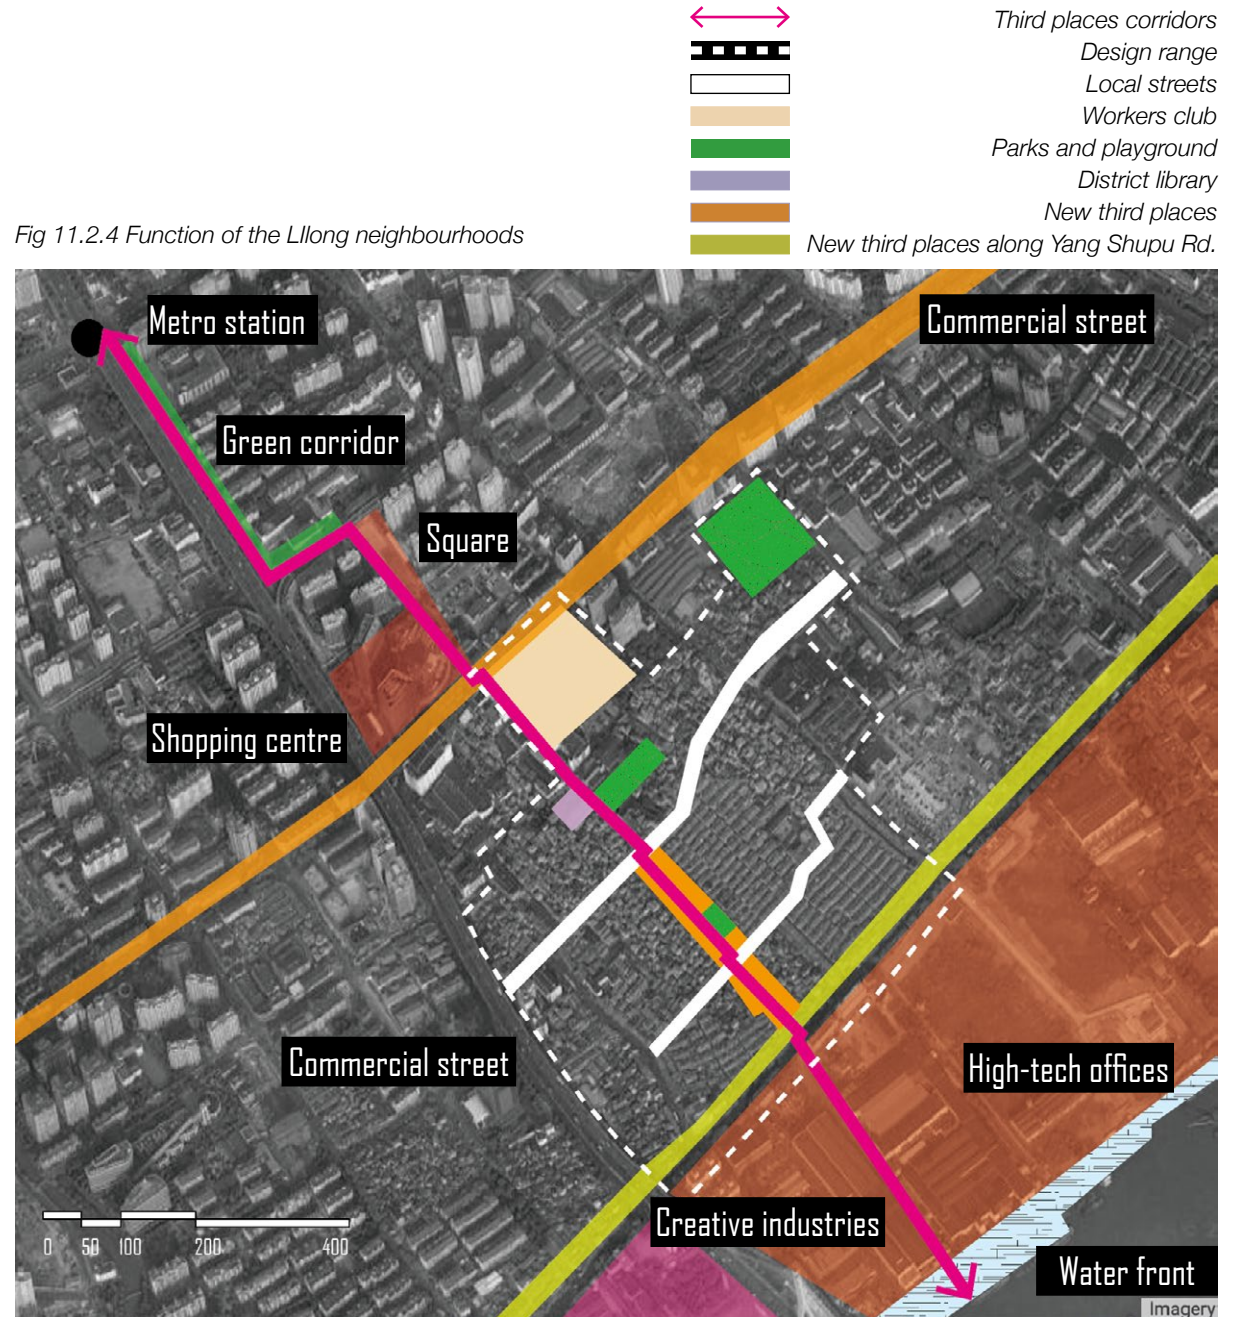 Third places corridors
Design range
Local streets
Workers club
Parks and playground
District library
New third places
New third places along Yang Shupu Rd.
Fig 11.2.4 Function of the LIlong neighbourhoods
Metro station
Commercial street
Green corridor
Square
Shopping centre
Commercial street
High-tech offices
Creative industries
0 50 100 200 400
Water front
Imagery